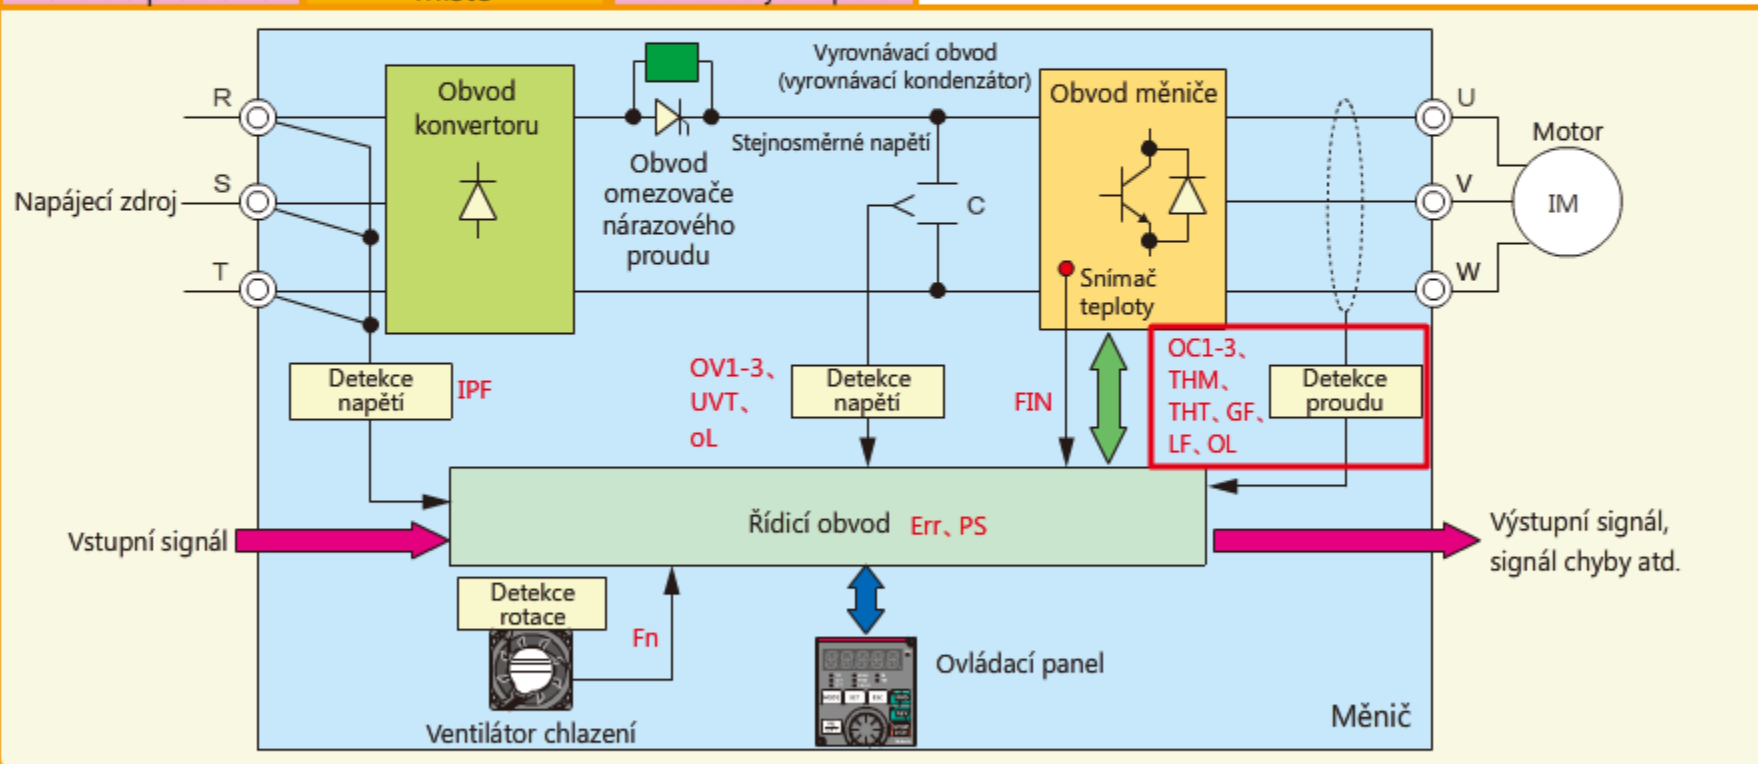 Vyrovnávací obvod
(vyrovnávací kondenzátor)
Obvod
konvertoru
Obvod měniče
R
U
Motor
Stejnosměrné napětí
Obvod
omezovače
nárazového
proudu
S
V
Napájecí zdroj
C
IM
T
W
Snímač
teploty
Detekce
napětí
IPF
OV1-3、
UVT、
oL
Detekce
napětí
FIN
OC1-3、
THM、
THT、GF、
LF、OL
Detekce
proudu
Řídicí obvod
Err、PS
Vstupní signál
Výstupní signál,
signál chyby atd.
Detekce
rotace
Fn
Ovládací panel
Ventilátor chlazení
Měnič